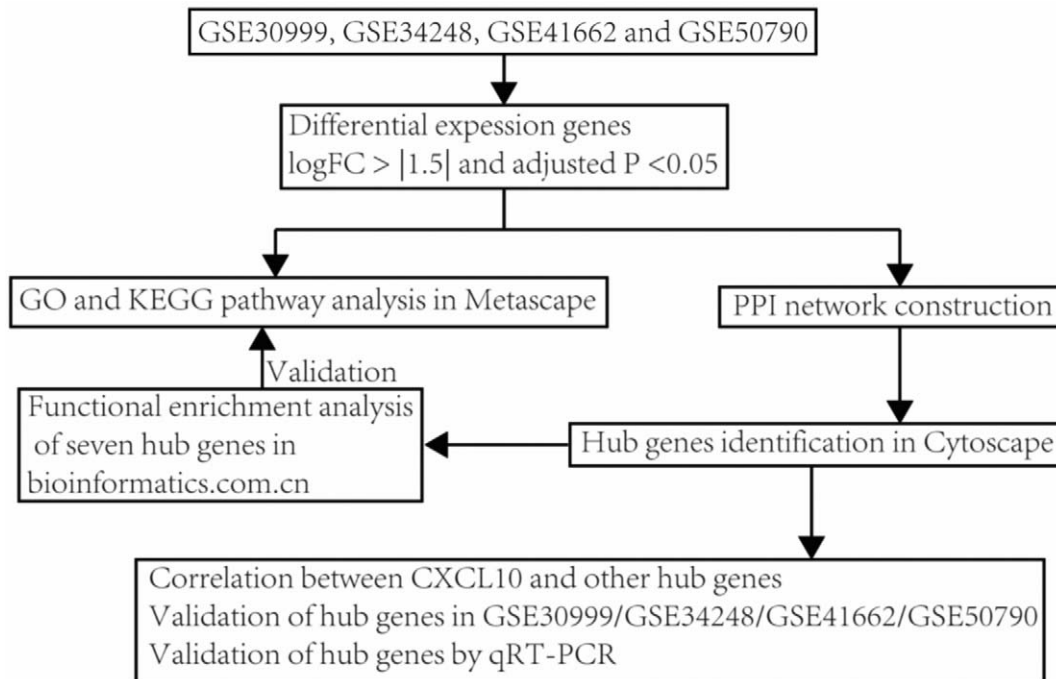 GSE30999, GSE34248, GSE41662 and GSE50790
Differential expession genes
logFC > |1.5| and adjusted P <0.05
GO and KEGG pathway analysis in Metascape
PPI network construction
Validation
Functional enrichment analysis
of seven hub genes in
bioinformatics.com.cn
Hub genes identification in Cytoscape
Correlation between CXCL10 and other hub genes
Validation of hub genes in GSE30999/GSE34248/GSE41662/GSE50790
Validation of hub genes by qRT-PCR